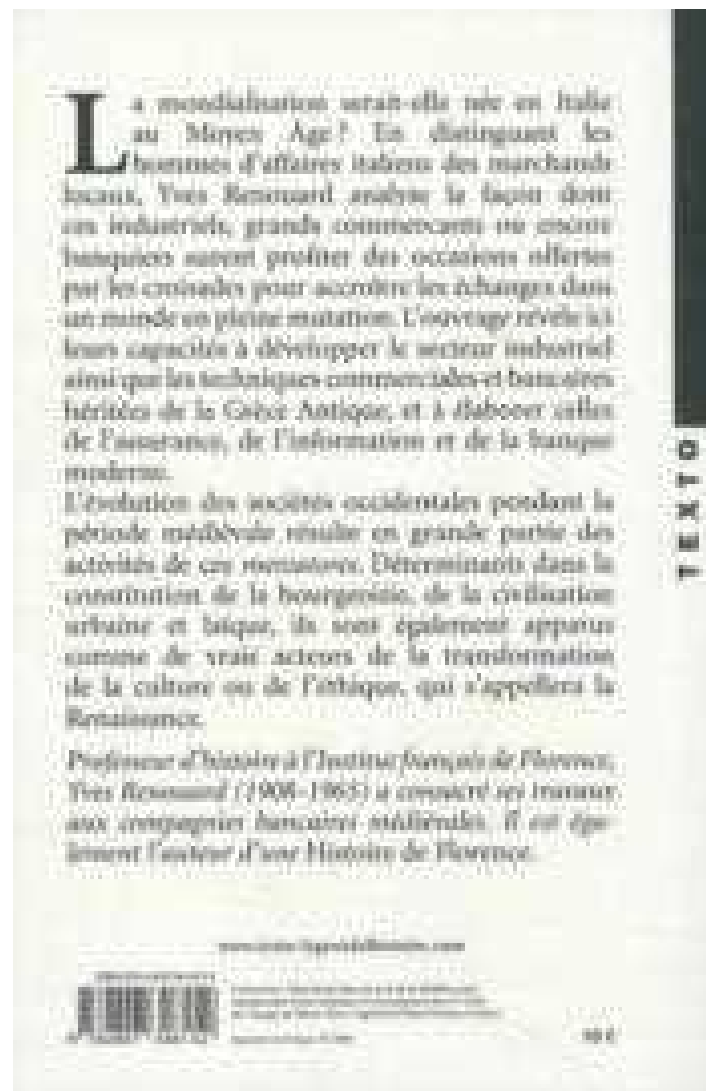 La mondialisation serait-elle née en Italie
au Moyen Âge ? En distinguant les
hommes d'affaires italiens des marchands
locaux, Yves Renouard analyse la façon dont
ces industriels, grands commerçants ou encore
banquiers surent profiter des occasions offertes
par les croisades pour accroître les échanges dans
un monde en pleine mutation. L'ouvrage révèle ici
leurs capacités à développer le secteur industriel
ainsi que les techniques commerciales et bancaires
héritées de la Grèce Antique, et à élaborer celles
de l'assurance, de l'information et de la banque
moderne.
L'évolution des sociétés occidentales pendant la
période médiévale résulte en grande partie des
activités de ces mercatores. Déterminants dans la
constitution de la bourgeoisie, de la civilisation
urbaine et laïque, ils sont également apparus
comme de vrais acteurs de la transformation
de la culture ou de l'éthique, qui s'appellera la
Renaissance.
Professeur d'histoire à l'Institut français de Florence,
Yves Renouard (1908-1965) a consacré ses travaux
aux compagnies bancaires médiévales. Il est éga-
lement l'auteur d'une Histoire de Florence.
10 €
TEXTO